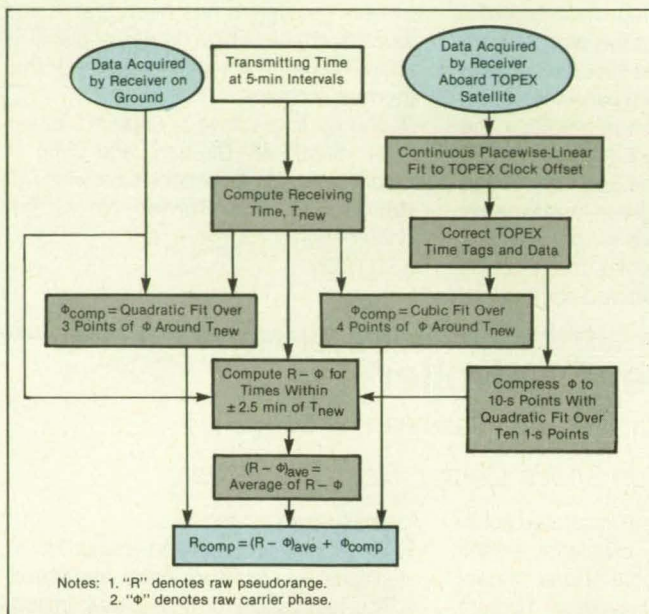 Data Acquired
by Receiver on
Ground
Transmitting Time
at 5-min Intervals
Data Acquired
by Receiver
Aboard TOPEX
Satellite
Continuous Placewise-Linear
Fit to TOPEX Clock Offset
Compute Receiving
Time, Tnew
Correct TOPEX
Time Tags and Data
Φcomp = Quadratic Fit Over
3 Points of Φ Around Tnew
Φcomp = Cubic Fit Over
4 Points of Φ Around Tnew
Compute R – Φ for
Times Within
± 2.5 min of Tnew
Compress Φ to
10-s Points With
Quadratic Fit Over
Ten 1-s Points
(R – Φ)ave =
Average of R – Φ
Rcomp = (R – Φ)ave + Φcomp
Notes: 1. "R" denotes raw pseudorange.
2. "Φ" denotes raw carrier phase.